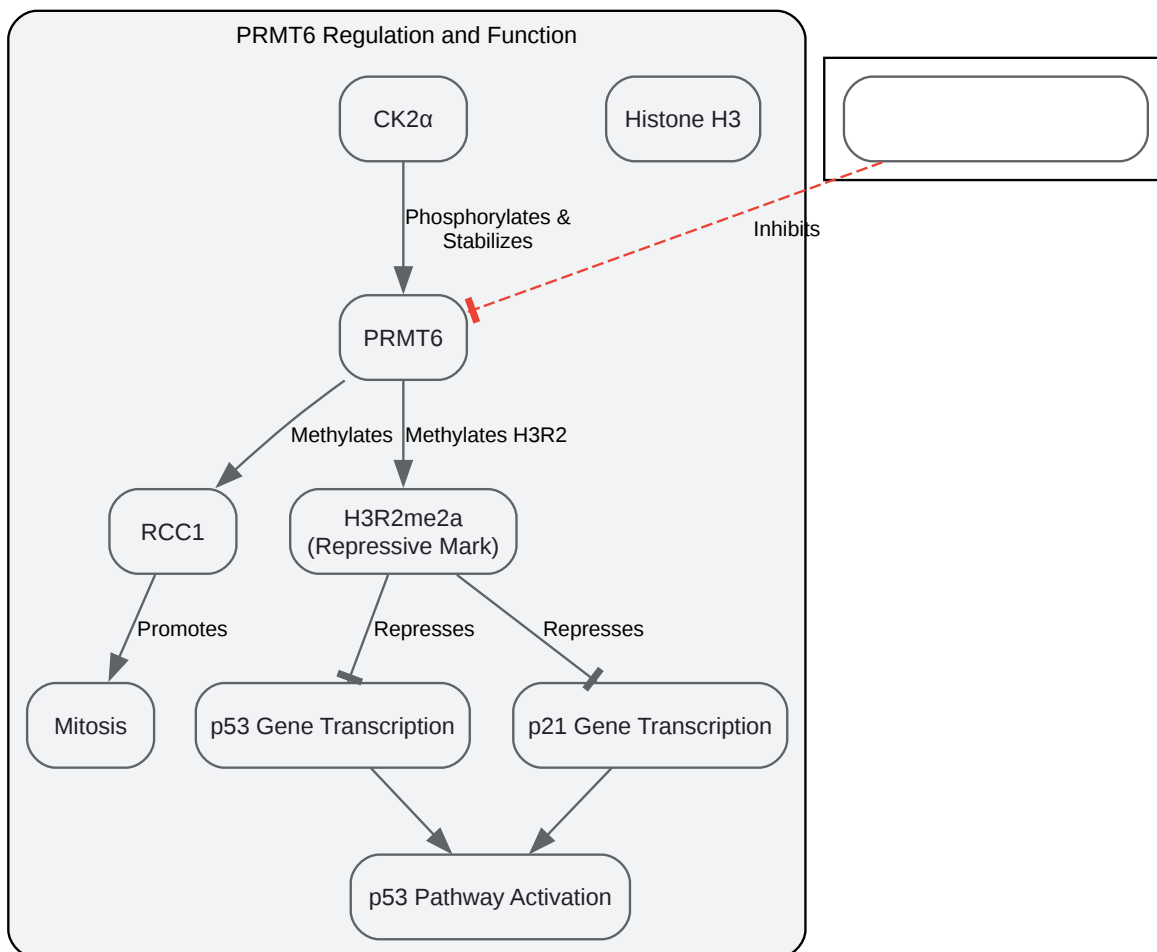 PRMT6 Regulation and Function
CK2α
Histone H3
Phosphorylates &
Stabilizes
Inhibits
PRMT6
Methylates
Methylates H3R2
RCC1
H3R2me2a
(Repressive Mark)
Promotes
Represses
Represses
Mitosis
p53 Gene Transcription
p21 Gene Transcription
p53 Pathway Activation